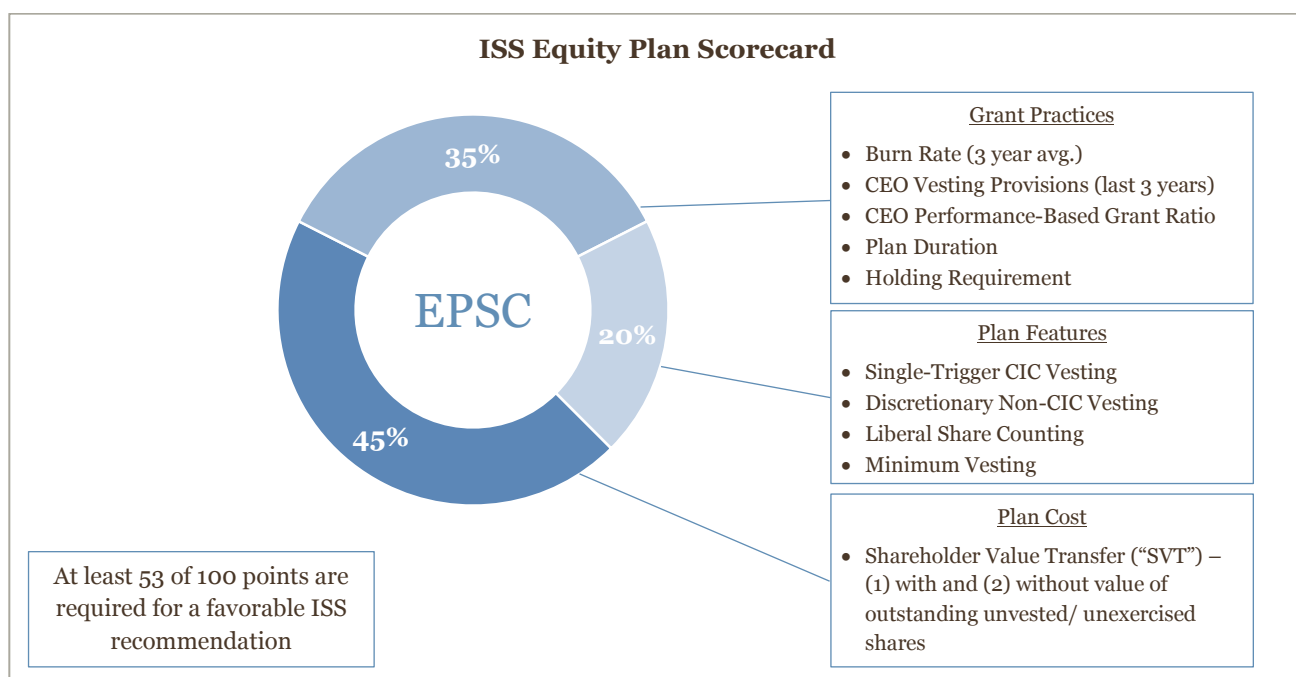 ISS Equity Plan Scorecard
35%
20%
45%
EPSC
Grant Practices
• Burn Rate (3 year avg.)
• CEO Vesting Provisions (last 3 years)
• CEO Performance-Based Grant Ratio
• Plan Duration
• Holding Requirement
Plan Features
• Single-Trigger CIC Vesting
• Discretionary Non-CIC Vesting
• Liberal Share Counting
• Minimum Vesting
Plan Cost
• Shareholder Value Transfer (“SVT”) –
(1) with and (2) without value of
outstanding unvested/ unexercised
shares
At least 53 of 100 points are
required for a favorable ISS
recommendation